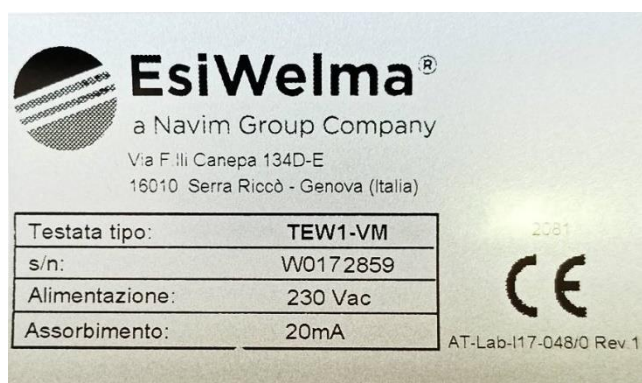 EsiWelma®
a Navim Group Company
Via F.lli Canepa 134D-E
16010 Serra Riccò - Genova (Italia)
Testata tipo: TEW1-VM
s/n: W0172859
Alimentazione: 230 Vac
Assorbimento: 20mA
2081
CE
AT-Lab-I17-048/0 Rev.1